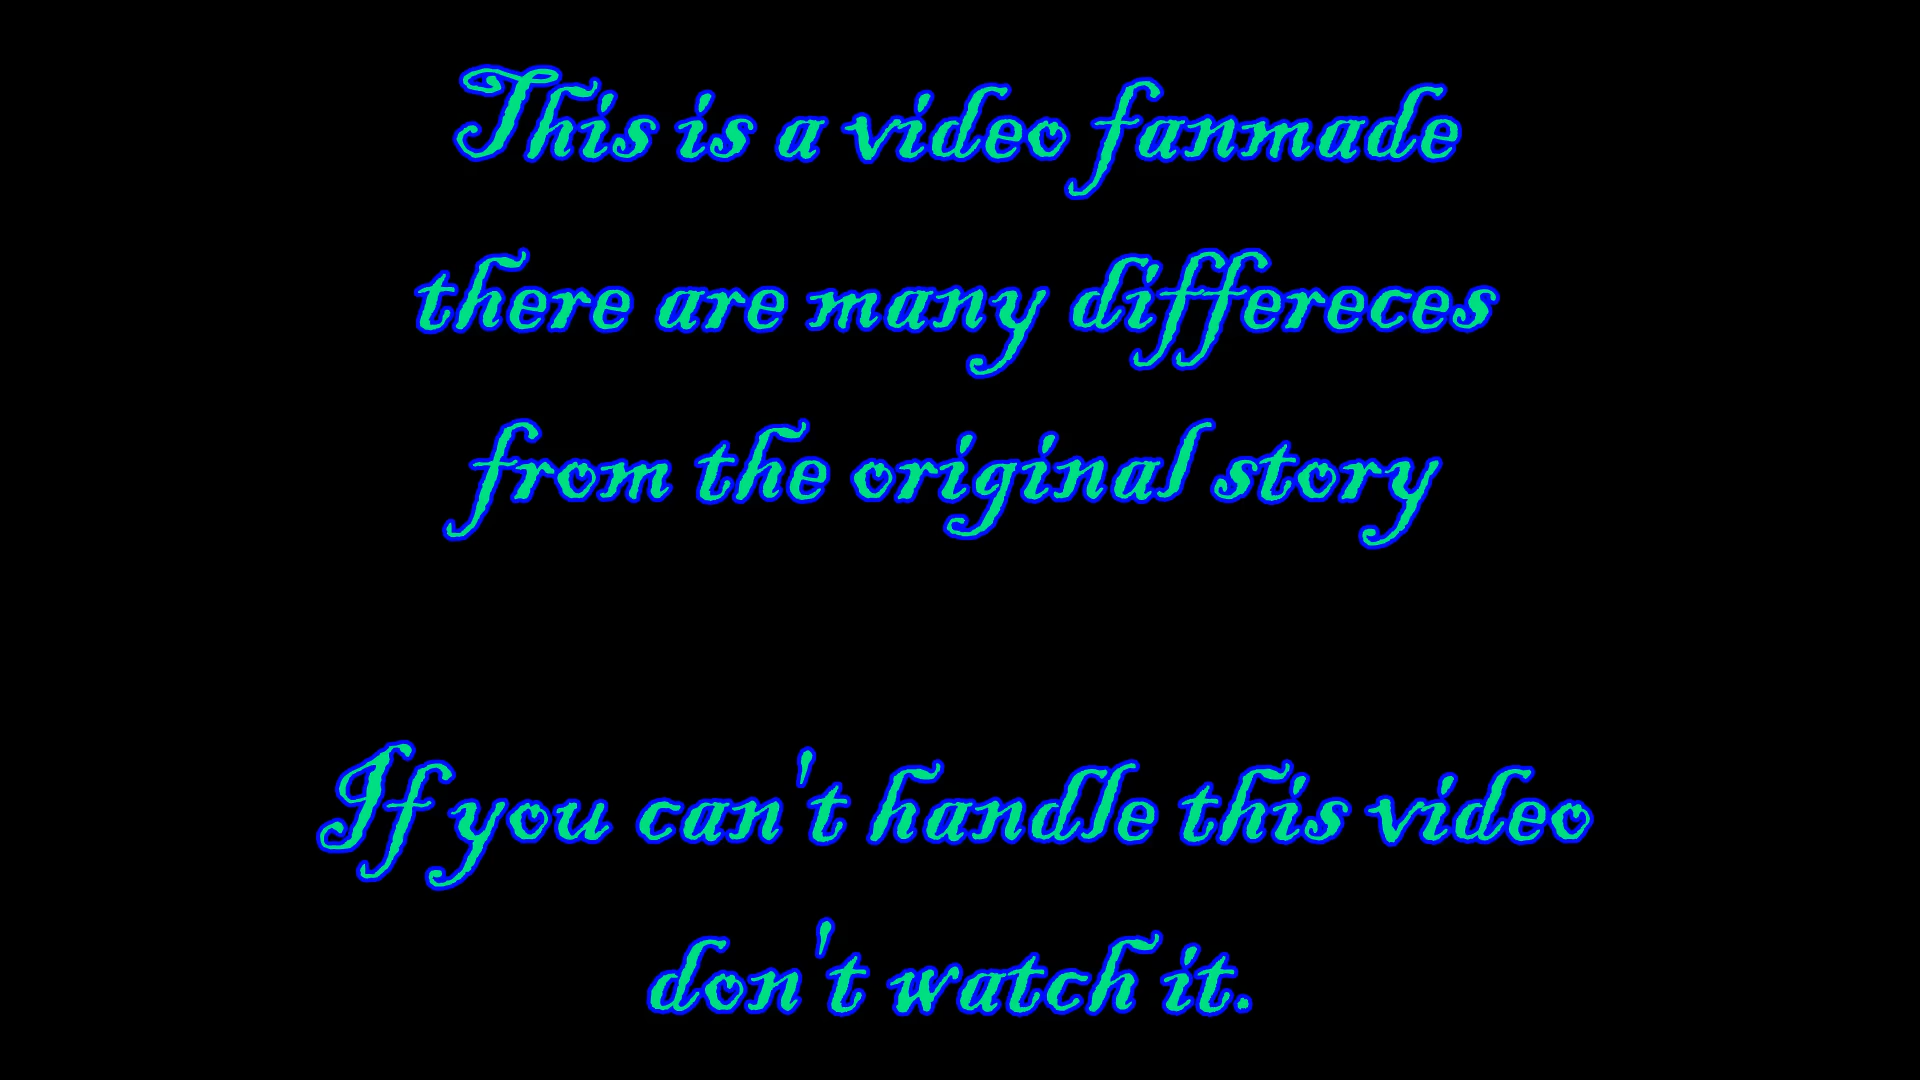 This is a video fanmade
there are many differeces
from the original story
If you can't handle this video
don't watch it.